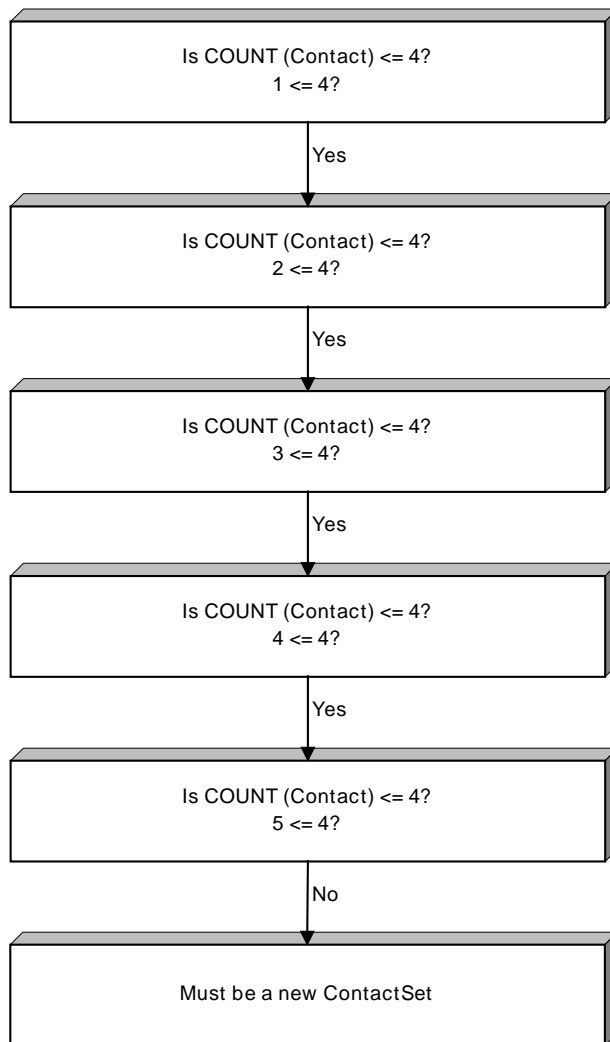 Is COUNT (Contact) <= 4?
1 <= 4?
Yes
Is COUNT (Contact) <= 4?
2 <= 4?
Yes
Is COUNT (Contact) <= 4?
3 <= 4?
Yes
Is COUNT (Contact) <= 4?
4 <= 4?
Yes
Is COUNT (Contact) <= 4?
5 <= 4?
No
Must be a new ContactSet